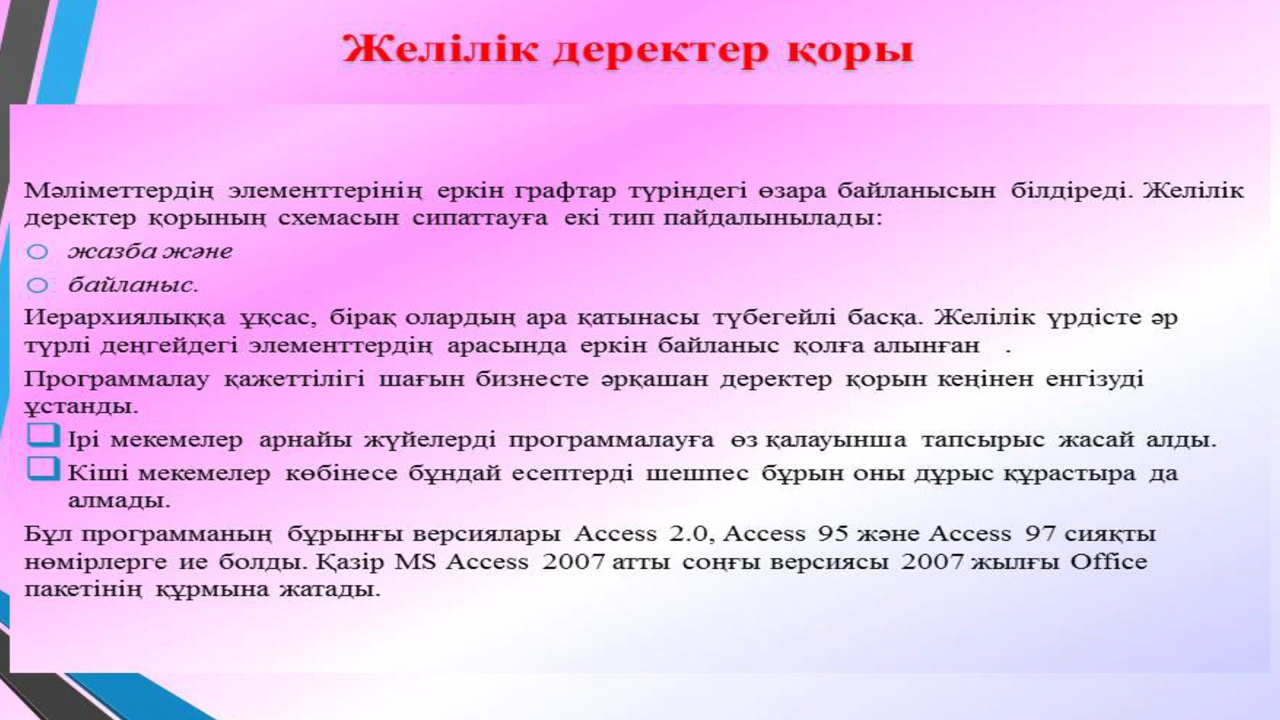 Желілік деректер қоры
Мәліметтердің элементтерінің еркін графтар түріндегі өзара байланысын білдіреді. Желілік
деректер қорының схемасын сипаттауға екі тип пайдалынылады:
жазба және
байланыс.
Иерархиялыққа ұқсас, бірақ олардың ара қатынасы түбегейлі басқа. Желілік үрдісте әр
түрлі деңгейдегі элементтердің арасында еркін байланыс қолға алынған .
Программалау қажеттілігі шағын бизнесте әрқашан деректер қорын кеңінен енгізуді
ұстанды.
Ірі мекемелер арнайы жүйелерді программалауға өз қалауынша тапсырыс жасай алды.
Кіші мекемелер көбінесе бұндай есептерді шешпес бұрын оны дұрыс құрастыра да
алмады.
Бұл программаның бұрынғы версиялары Access 2.0, Access 95 және Access 97 сияқты
нөмірлерге ие болды. Қазір MS Access 2007 атты соңғы версиясы 2007 жылғы Office
пакетінің құрмына жатады.